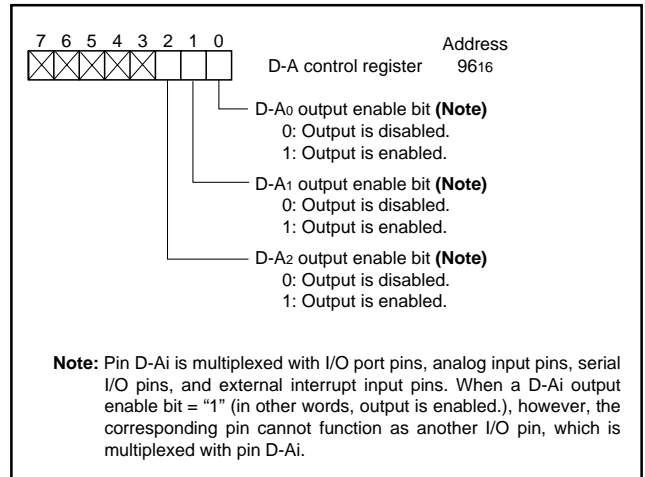 7 6 5 4 3 2 1 0
Address
D-A control register 9616
D-A0 output enable bit (Note)
0: Output is disabled.
1: Output is enabled.
D-A1 output enable bit (Note)
0: Output is disabled.
1: Output is enabled.
D-A2 output enable bit (Note)
0: Output is disabled.
1: Output is enabled.
Note: Pin D-Ai is multiplexed with I/O port pins, analog input pins, serial
I/O pins, and external interrupt input pins. When a D-Ai output
enable bit = “1” (in other words, output is enabled.), however, the
corresponding pin cannot function as another I/O pin, which is
multiplexed with pin D-Ai.